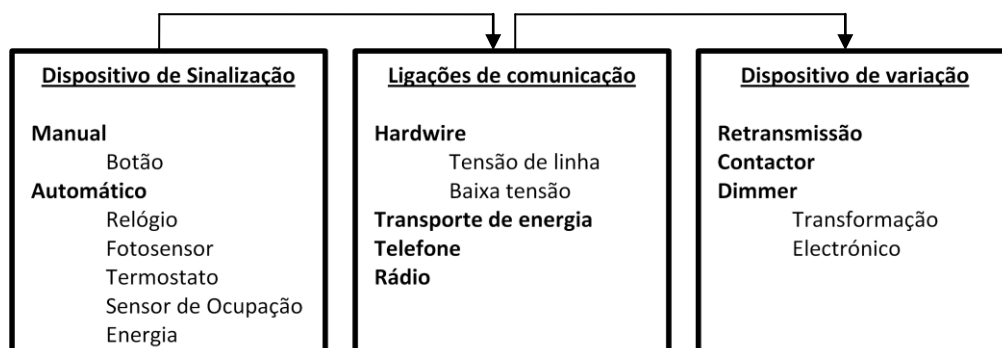 Dispositivo de Sinalização
Manual
Botão
Automático
Relógio
Fotosensor
Termostato
Sensor de Ocupação
Energia
Ligações de comunicação
Hardwire
Tensão de linha
Baixa tensão
Transporte de energia
Telefone
Rádio
Dispositivo de variação
Retransmissão
Contactor
Dimmer
Transformação
Electrónico